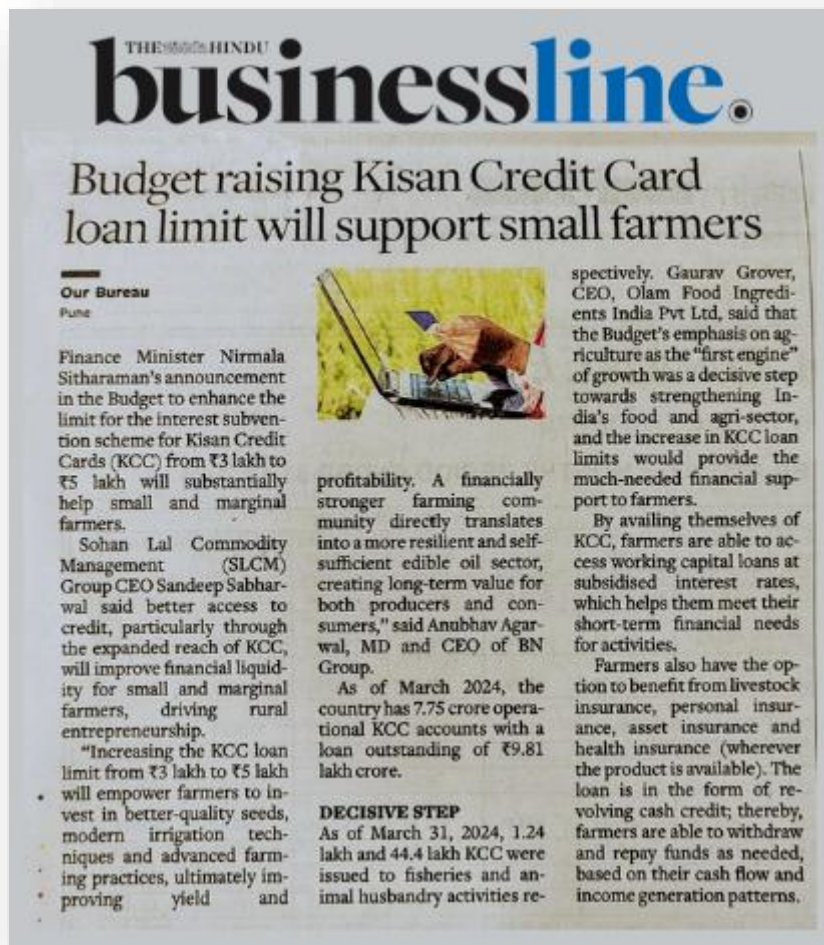 THE HINDU
businessline.
Budget raising Kisan Credit Card
loan limit will support small farmers
Our Bureau
Pune
Finance Minister Nirmala
Sitharaman's announcement
in the Budget to enhance the
limit for the interest subven-
tion scheme for Kisan Credit
Cards (KCC) from ₹3 lakh to
₹5 lakh will substantially
help small and marginal
farmers.
Sohan Lal Commodity
Management (SLCM)
Group CEO Sandeep Sabhar-
wal said better access to
credit, particularly through
the expanded reach of KCC,
will improve financial liquid-
ity for small and marginal
farmers, driving rural
entrepreneurship.
"Increasing the KCC loan
limit from ₹3 lakh to ₹5 lakh
will empower farmers to in-
vest in better-quality seeds,
modern irrigation tech-
niques and advanced farm-
ing practices, ultimately im-
proving yield and
profitability. A financially
stronger farming com-
munity directly translates
into a more resilient and self-
sufficient edible oil sector,
creating long-term value for
both producers and con-
sumers," said Anubhav Agar-
wal, MD and CEO of BN
Group.
As of March 2024, the
country has 7.75 crore opera-
tional KCC accounts with a
loan outstanding of ₹9.81
lakh crore.
DECISIVE STEP
As of March 31, 2024, 1.24
lakh and 44.4 lakh KCC were
issued to fisheries and an-
imal husbandry activities re-
spectively. Gaurav Grover,
CEO, Olam Food Ingredi-
ents India Pvt Ltd, said that
the Budget's emphasis on ag-
riculture as the "first engine"
of growth was a decisive step
towards strengthening In-
dia's food and agri-sector,
and the increase in KCC loan
limits would provide the
much-needed financial sup-
port to farmers.
By availing themselves of
KCC, farmers are able to ac-
cess working capital loans at
subsidised interest rates,
which helps them meet their
short-term financial needs
for activities.
Farmers also have the op-
tion to benefit from livestock
insurance, personal insur-
ance, asset insurance and
health insurance (wherever
the product is available). The
loan is in the form of re-
volving cash credit; thereby,
farmers are able to withdraw
and repay funds as needed,
based on their cash flow and
income generation patterns.